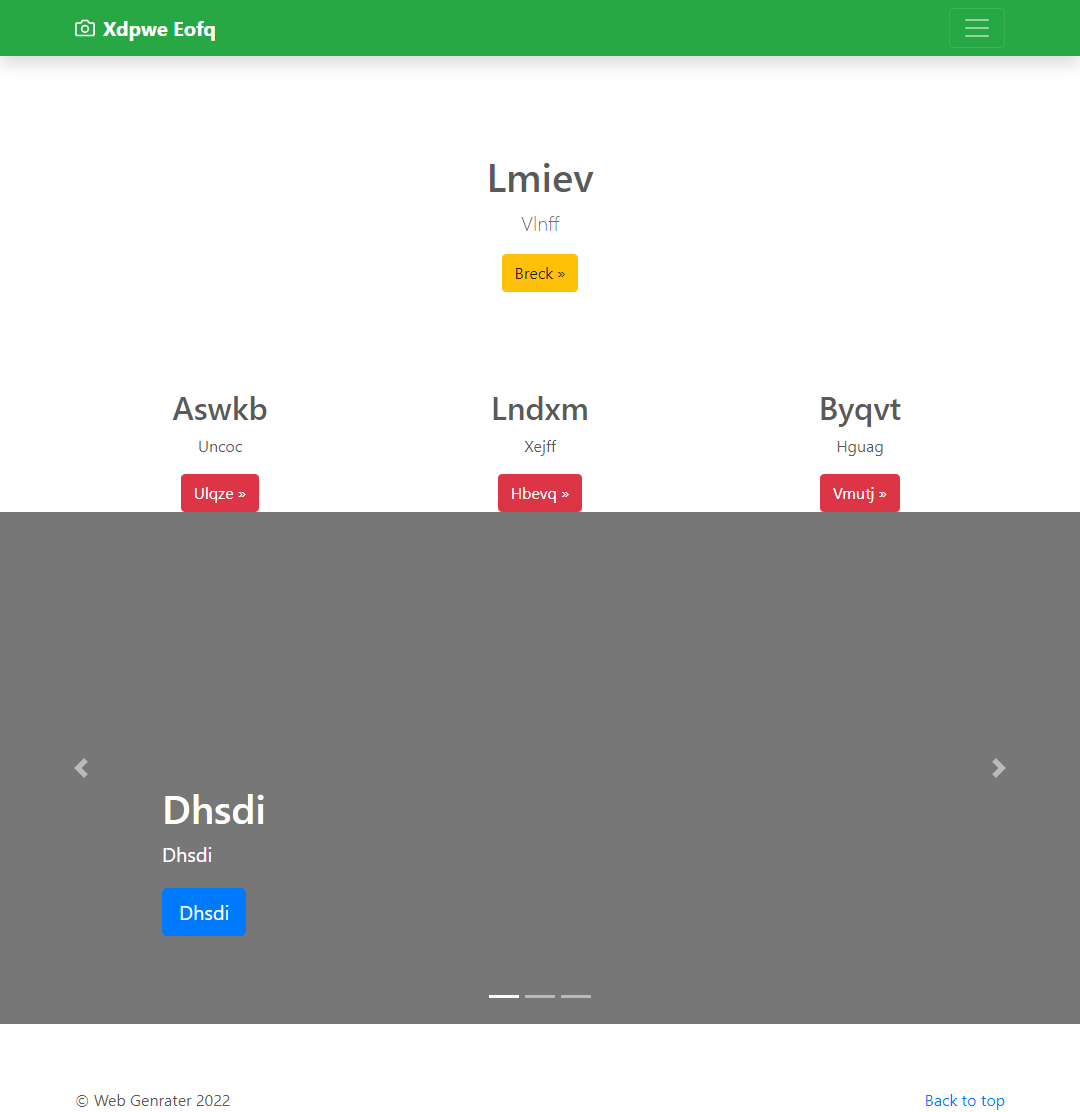 Xdpwe Eofq
Lmiev
Vlnff
Breck »
Aswkb
Uncoc
Ulqze »
Lndxm
Xejff
Hbevq »
Byqvt
Hguag
Vmutj »
Dhsdi
Dhsdi
Dhsdi
© Web Genrater 2022
Back to top